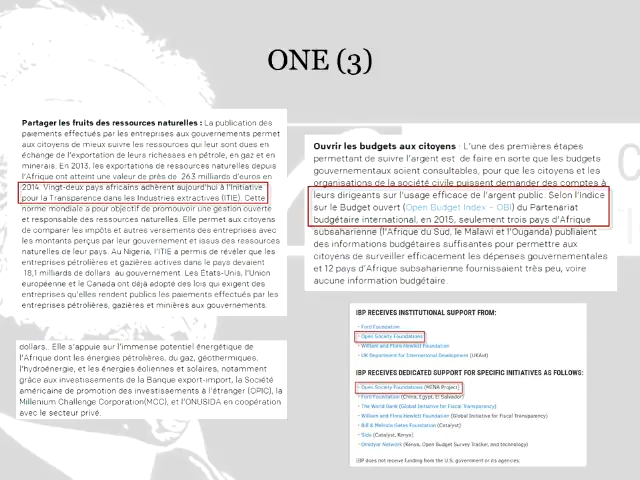 ONE (3)
Partager les fruits des ressources naturelles : La publication des
paiements effectués par les entreprises aux gouvernements permet
aux citoyens de mieux suivre les ressources qui leur sont dues en
échange de l'exportation de leurs richesses en pétrole, en gaz et en
minerais. En 2013, les exportations de ressources naturelles depuis
l'Afrique ont atteint une valeur de près de 263 milliards d'euros en
2014. Vingt-deux pays africains adhèrent aujourd'hui à l'Initiative
pour la Transparence dans les Industries extractives (ITIE). Cette
norme mondiale a pour objectif de promouvoir une gestion ouverte
et responsable des ressources naturelles. Elle permet aux citoyens
de comparer les impôts et autres versements des entreprises avec
les montants perçus par leur gouvernement et issus des ressources
naturelles de leur pays. Au Nigeria, l'ITIE a permis de révéler que les
entreprises pétrolières et gazières actives dans le pays devaient
18,1 milliards de dollars au gouvernement. Les États-Unis, l'Union
européenne et le Canada ont déjà adopté des lois qui exigent des
entreprises qu'elles rendent publics les paiements effectués par les
entreprises pétrolières, gazières et minières aux gouvernements.
dollars.. Elle s'appuie sur l'immense potentiel énergétique de
l'Afrique dont les énergies pétrolières, du gaz, géothermiques,
l'hydroénergie, et les énergies éoliennes et solaires, notamment
grâce aux investissements de la Banque export-import, la Société
américaine de promotion des investissements à l'étranger (OPIC), la
Millenium Challenge Corporation(MCC), et l'ONUSIDA en coopération
avec le secteur privé.
Ouvrir les budgets aux citoyens : L'une des premières étapes
permettant de suivre l'argent est de faire en sorte que les budgets
gouvernementaux soient consultables, pour que les citoyens et les
organisations de la société civile puissent demander des comptes à
leurs dirigeants sur l'usage efficace de l'argent public. Selon l'Indice
sur le Budget ouvert (Open Budget Index - OBI) du Partenariat
budgétaire international, en 2015, seulement trois pays d'Afrique
subsaharienne (l'Afrique du Sud, le Malawi et l'Ouganda) publiaient
des informations budgétaires suffisantes pour permettre aux
citoyens de surveiller efficacement les dépenses gouvernementales
et 12 pays d'Afrique subsaharienne fournissaient très peu, voire
aucune information budgétaire.
IBP RECEIVES INSTITUTIONAL SUPPORT FROM:
- Ford Foundation
- Open Society Foundations
- William and Flora Hewlett Foundation
- UK Department for International Development (UKAid)
IBP RECEIVES DEDICATED SUPPORT FOR SPECIFIC INITIATIVES AS FOLLOWS:
- Open Society Foundations (MENA Project)
- Ford Foundation (China, Egypt, El Salvador)
- The World Bank (Global Initiative for Fiscal Transparency)
- William and Flora Hewlett Foundation (Global Initiative for Fiscal Transparency)
- Bill & Melinda Gates Foundation (Catalyst)
- Sida (Catalyst, Kenya)
- Omidyar Network (Kenya, Open Budget Survey Tracker, and technology)
IBP does not receive funding from the U.S. government or its agencies.